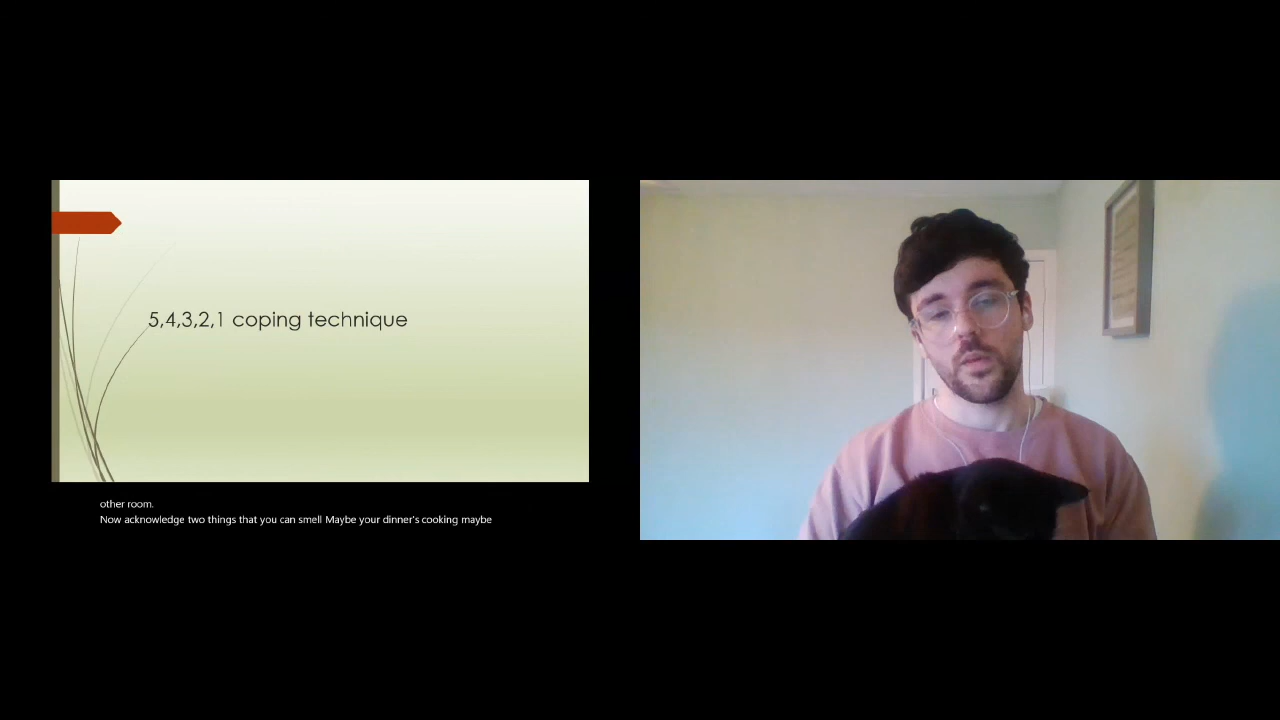 5,4,3,2,1 coping technique
other room.
Now acknowledge two things that you can smell Maybe your dinner's cooking maybe